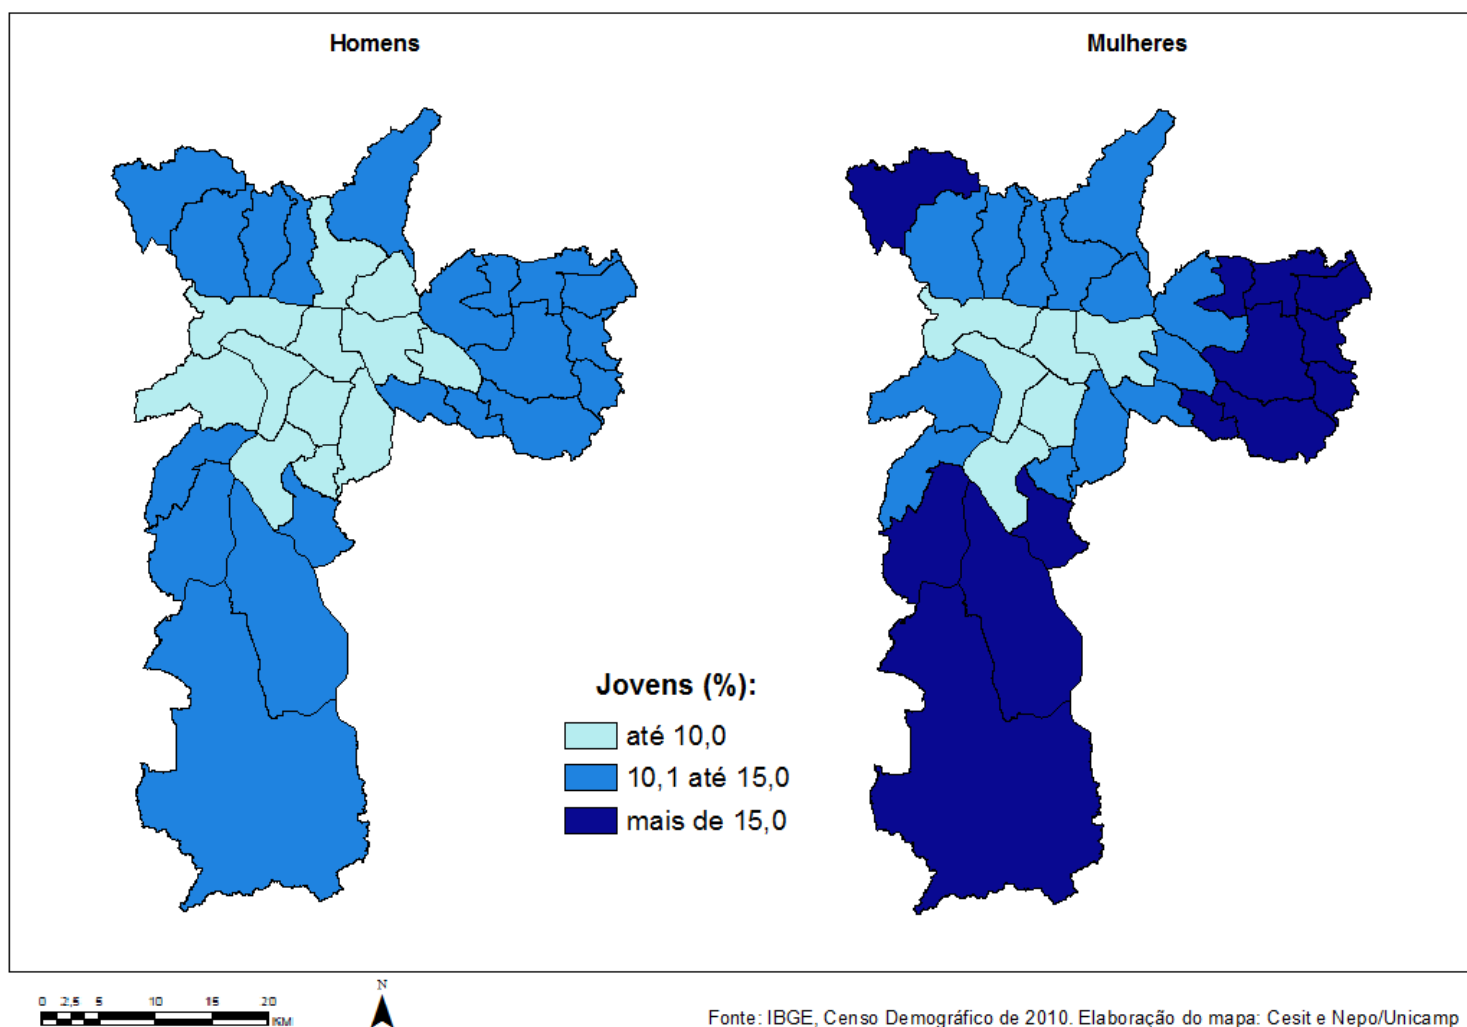 Homens
Mulheres
Jovens (%):
até 10,0
10,1 até 15,0
mais de 15,0
0 2,5 5 10 15 20
KM
N
Fonte: IBGE, Censo Demográfico de 2010. Elaboração do mapa: Cesit e Nepo/Unicamp